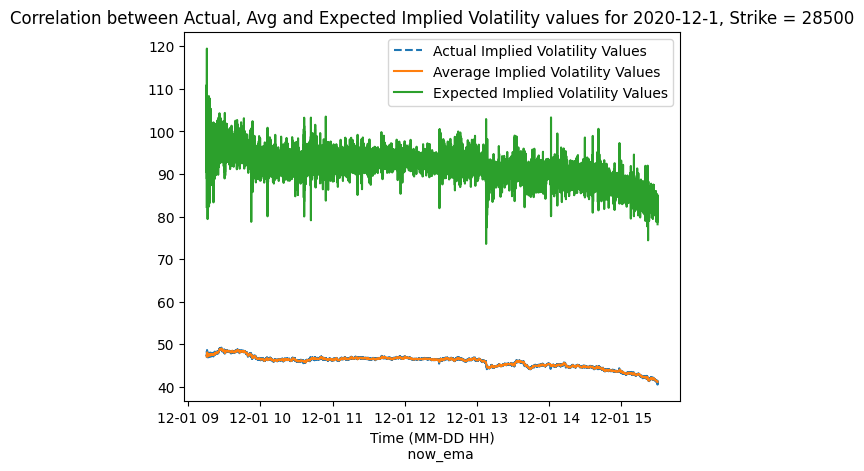 Correlation between Actual, Avg and Expected Implied Volatility values for 2020-12-1, Strike = 28500
Actual Implied Volatility Values
Average Implied Volatility Values
Expected Implied Volatility Values
120
110
100
90
80
70
60
50
40
12-01 09 12-01 10 12-01 11 12-01 12 12-01 13 12-01 14 12-01 15
Time (MM-DD HH)
now_ema